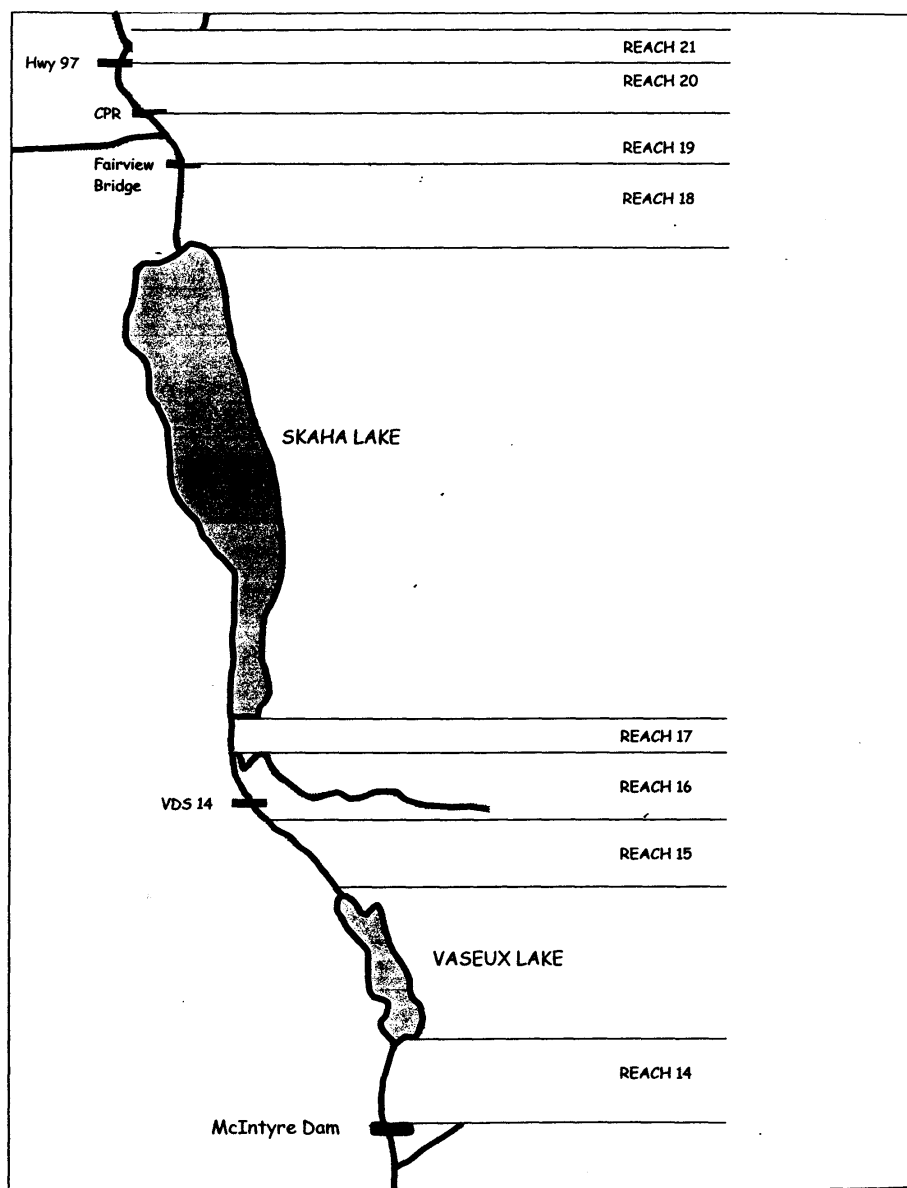 REACH 21
Hwy 97
REACH 20
CPR
REACH 19
Fairview
Bridge
REACH 18
SKAHA LAKE
REACH 17
REACH 16
VDS 14
REACH 15
VASEUX LAKE
REACH 14
McIntyre Dam